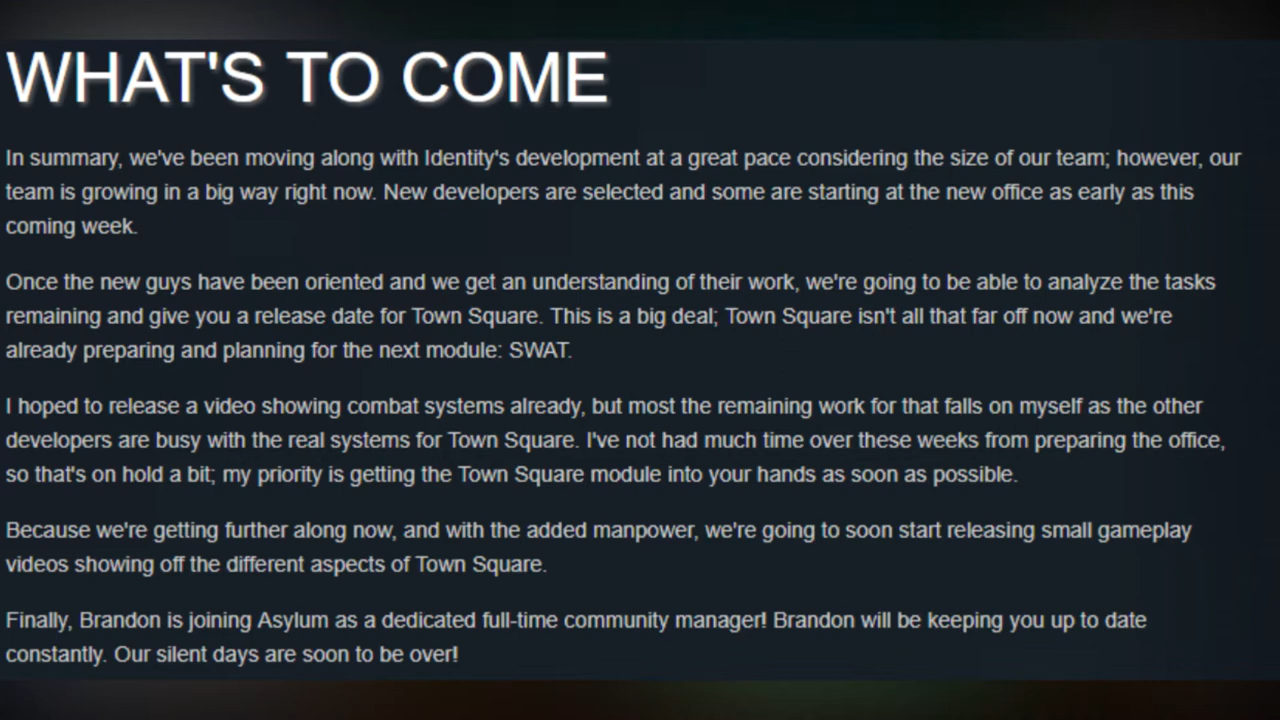 WHAT'S TO COME
In summary, we've been moving along with Identity's development at a great pace considering the size of our team; however, our
team is growing in a big way right now. New developers are selected and some are starting at the new office as early as this
coming week.
Once the new guys have been oriented and we get an understanding of their work, we're going to be able to analyze the tasks
remaining and give you a release date for Town Square. This is a big deal; Town Square isn't all that far off now and we're
already preparing and planning for the next module: SWAT.
I hoped to release a video showing combat systems already, but most the remaining work for that falls on myself as the other
developers are busy with the real systems for Town Square. I've not had much time over these weeks from preparing the office,
so that's on hold a bit; my priority is getting the Town Square module into your hands as soon as possible.
Because we're getting further along now, and with the added manpower, we're going to soon start releasing small gameplay
videos showing off the different aspects of Town Square.
Finally, Brandon is joining Asylum as a dedicated full-time community manager! Brandon will be keeping you up to date
constantly. Our silent days are soon to be over!